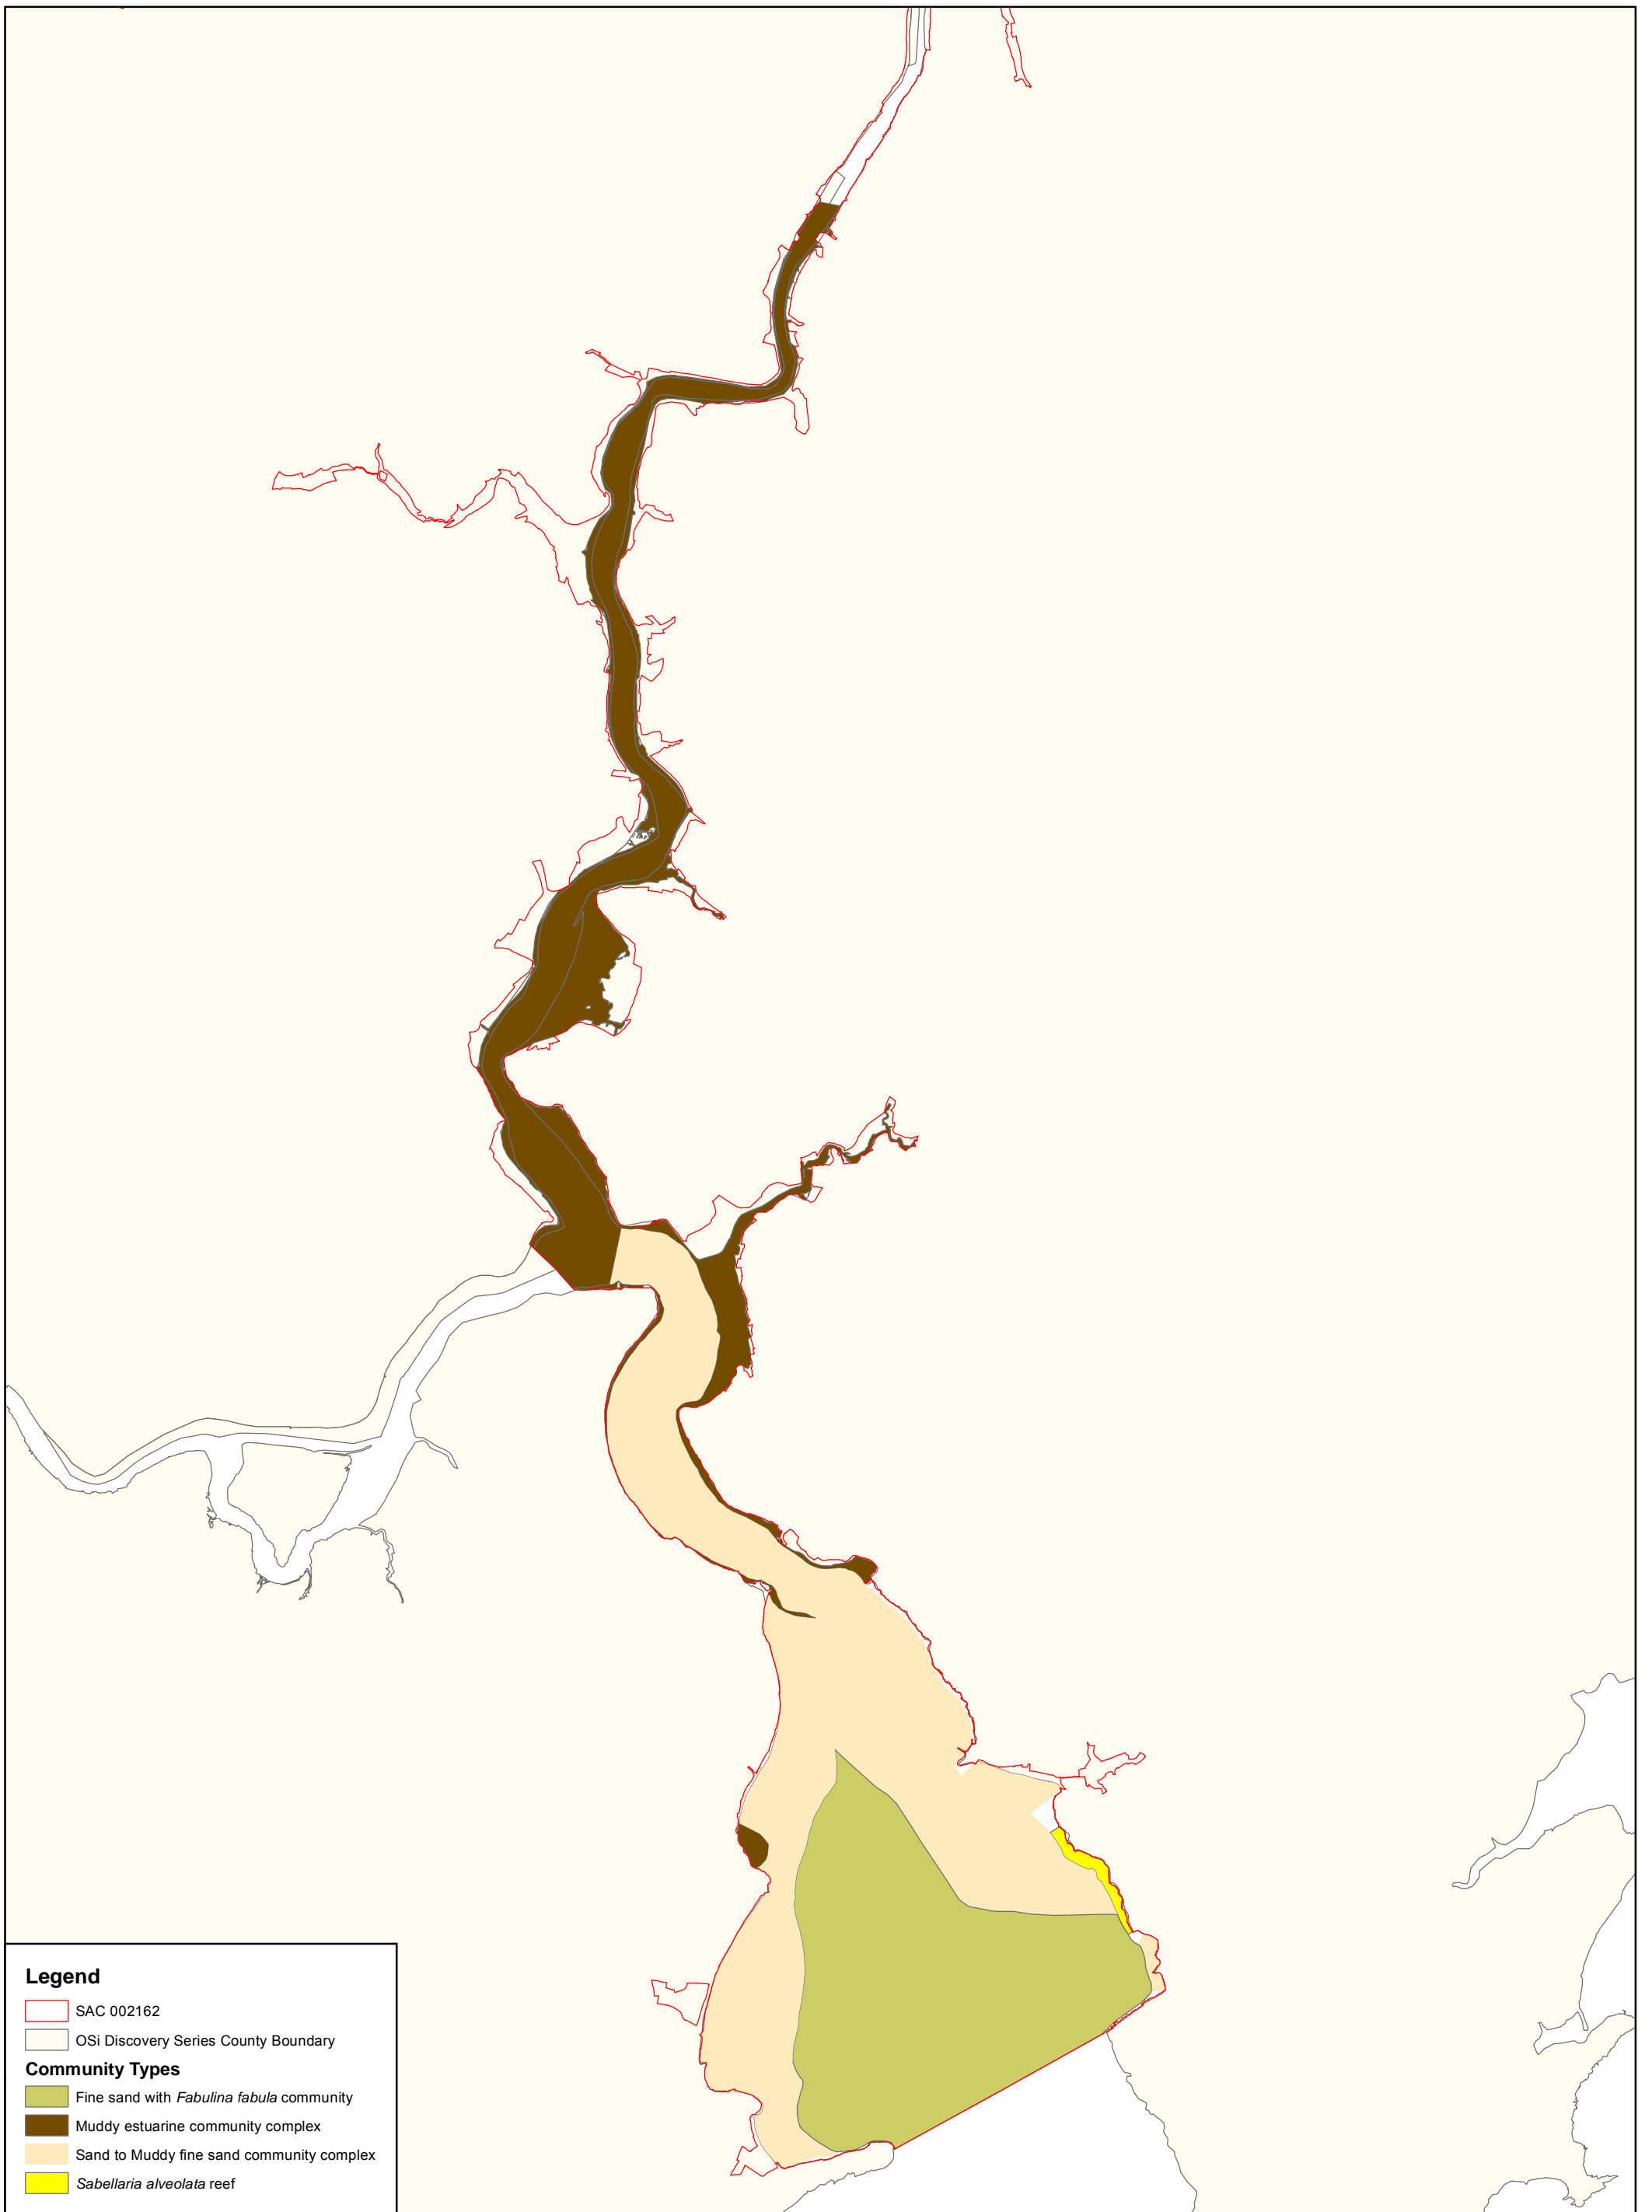 Legend
SAC 002162
OSi Discovery Series County Boundary
Community Types
Fine sand with Fabulina fabula community
Muddy estuarine community complex
Sand to Muddy fine sand community complex
Sabellaria alveolata reef